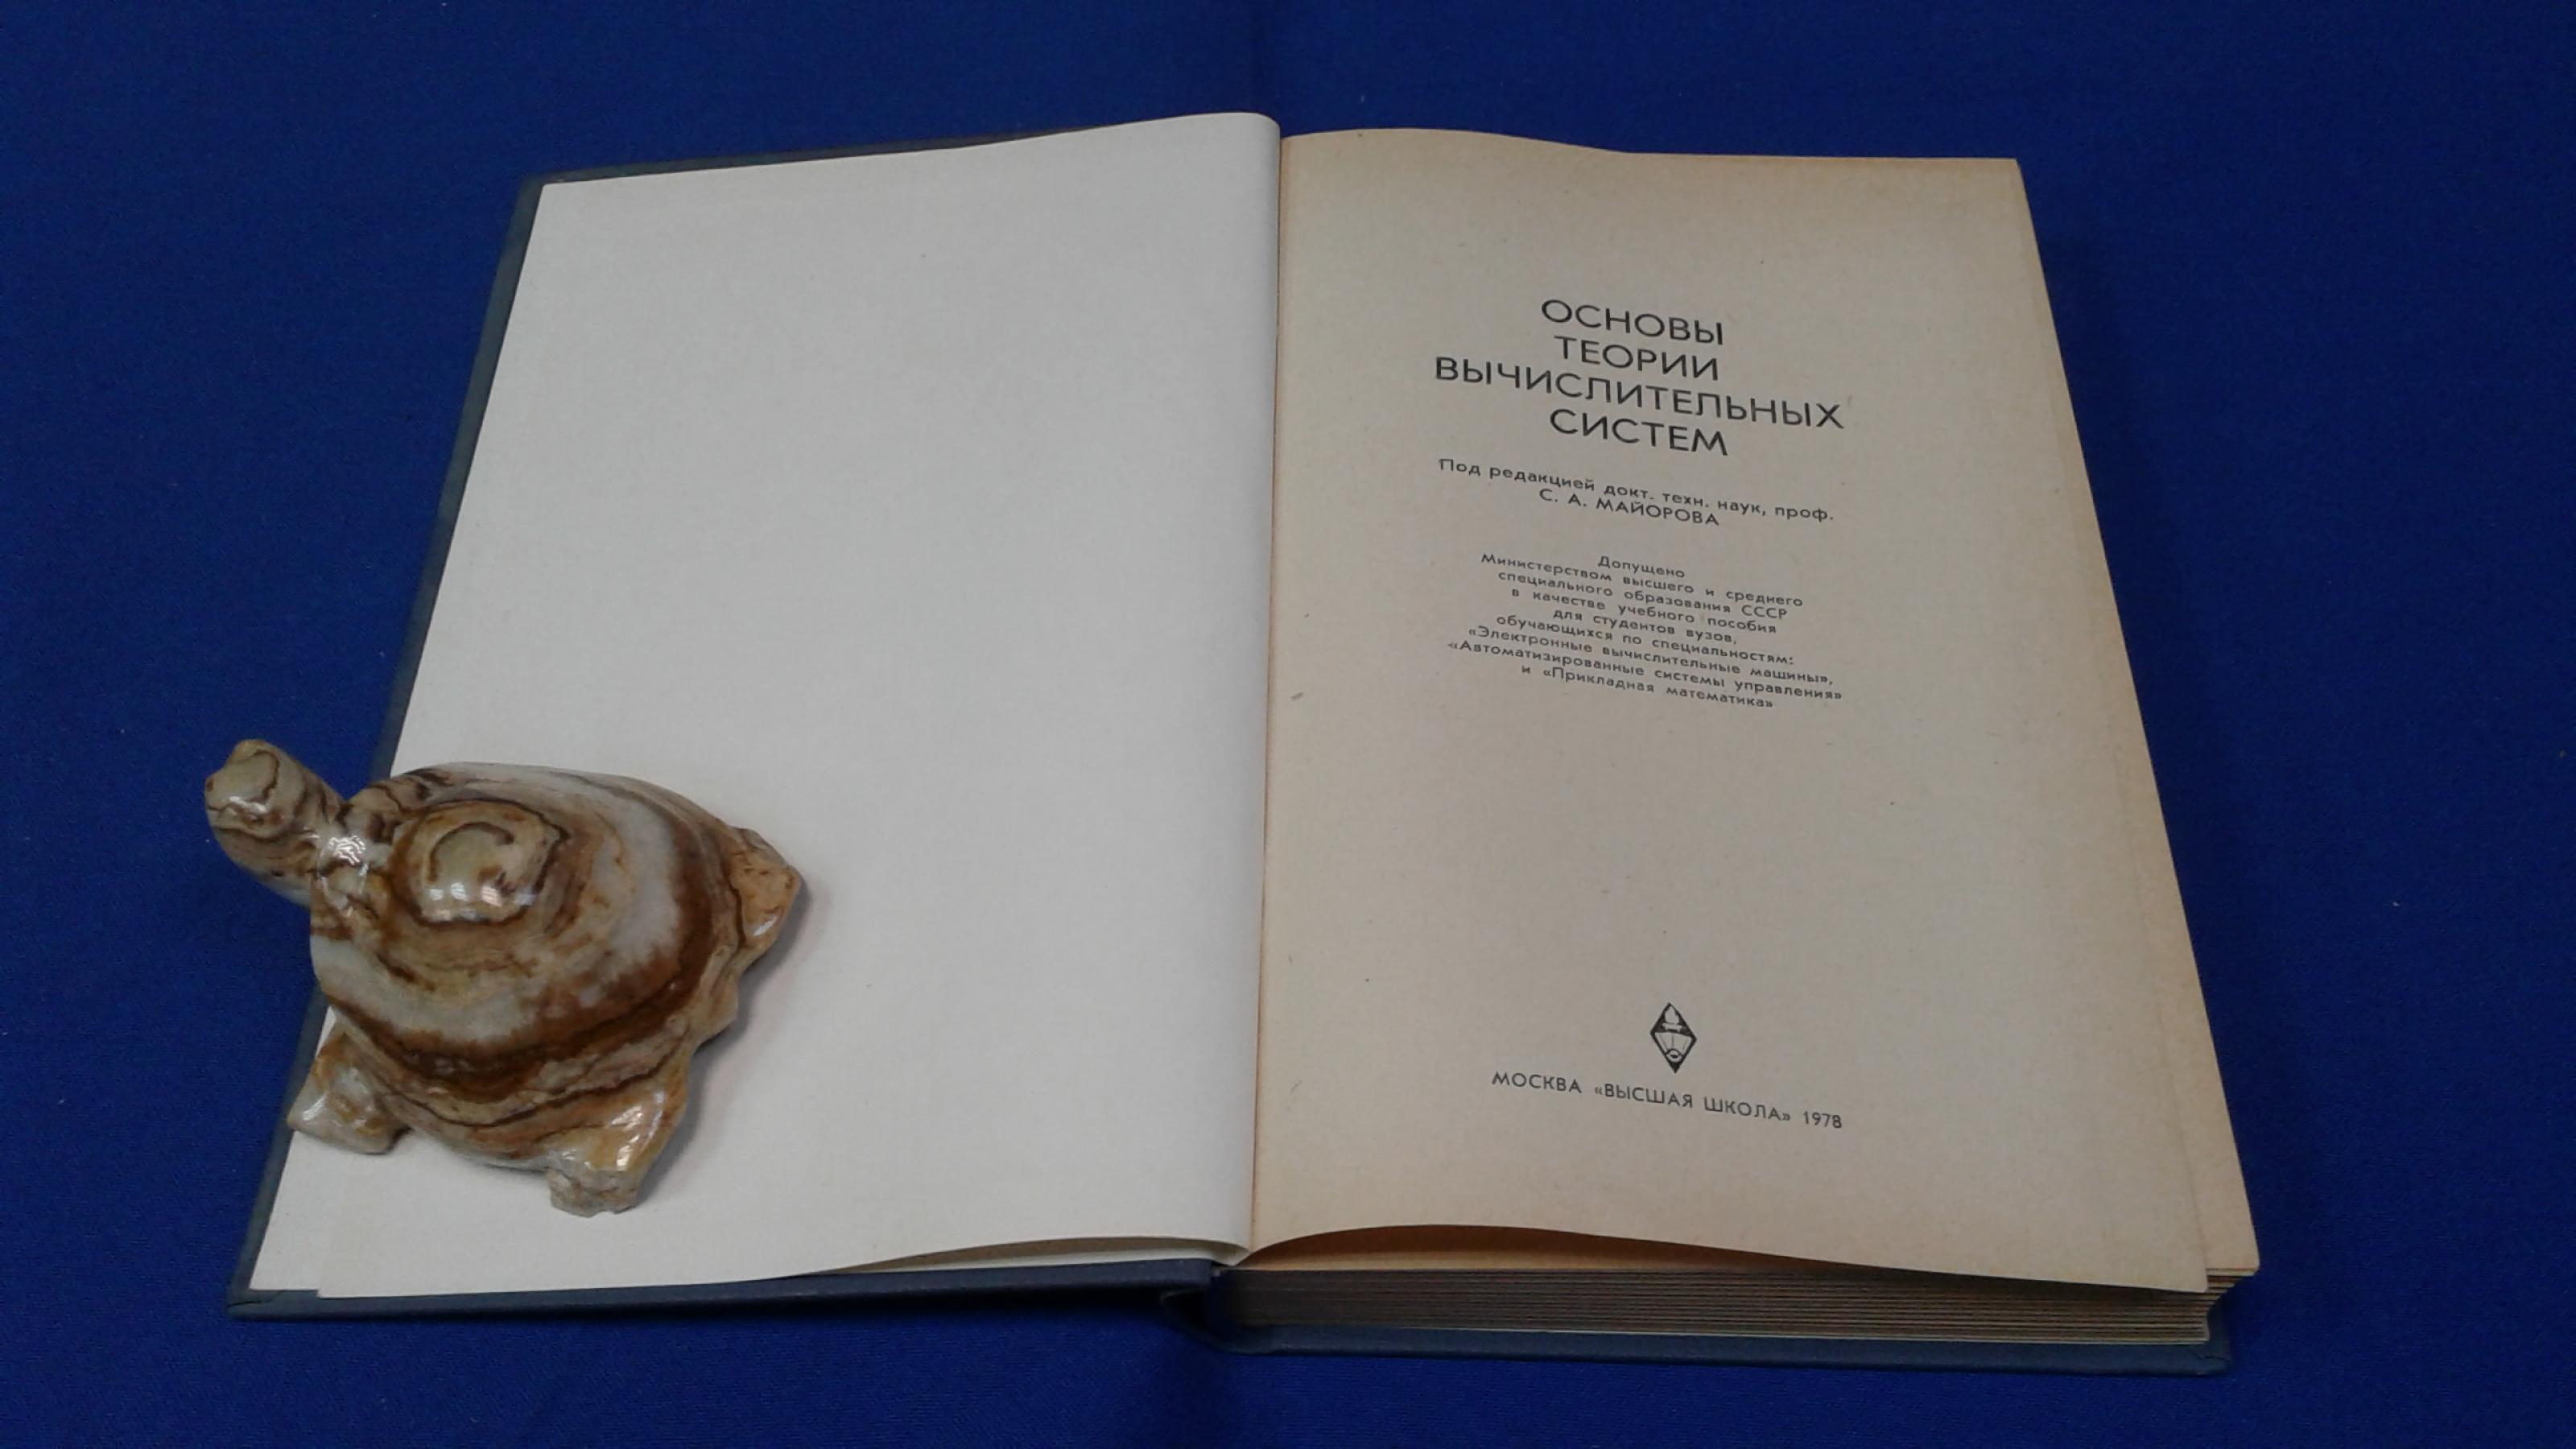 ОСНОВЫ
ТЕОРИИ
ВЫЧИСЛИТЕЛЬНЫХ
СИСТЕМ
Под редакцией докт. техн. наук, проф.
С. А. МАЙОРОВА
Допущено
Министерством высшего и среднего
специального образования СССР
в качестве учебного пособия
для студентов вузов,
обучающихся по специальностям:
«Электронные вычислительные машины»,
«Автоматизированные системы управления»
и «Прикладная математика»
МОСКВА «ВЫСШАЯ ШКОЛА» 1978